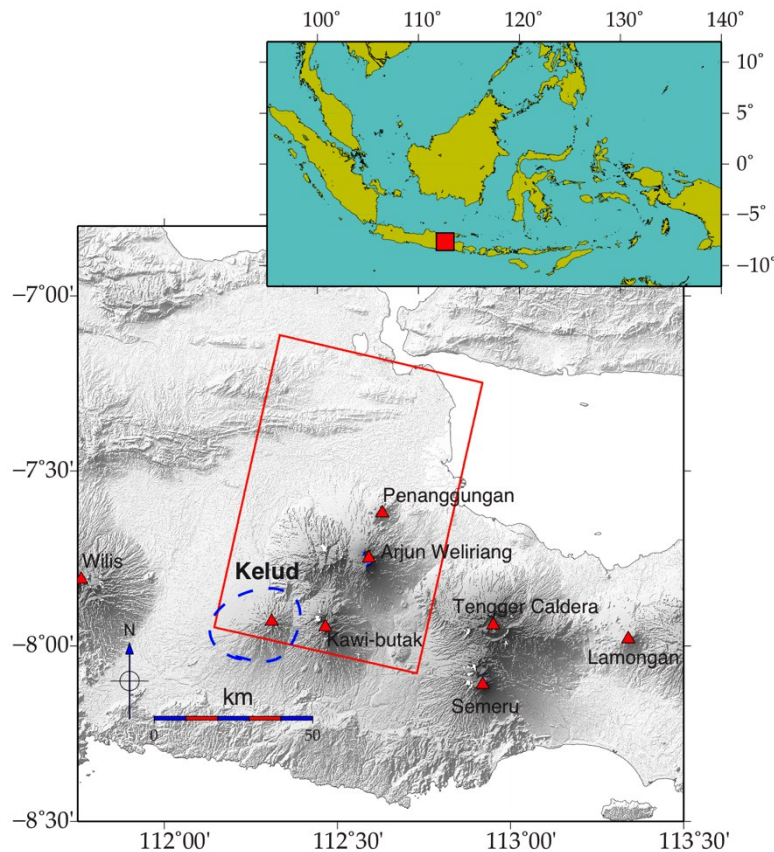 100° 110° 120° 130° 140°
10°
5°
0°
−5°
−10°
−7°00'
−7°30'
−8°00'
−8°30'
Penanggungan
Arjun Weliriang
Wilis
Kelud
Tengger Caldera
Kawi-butak
Lamongan
Semeru
N
km
0 50
112°00' 112°30' 113°00' 113°30'